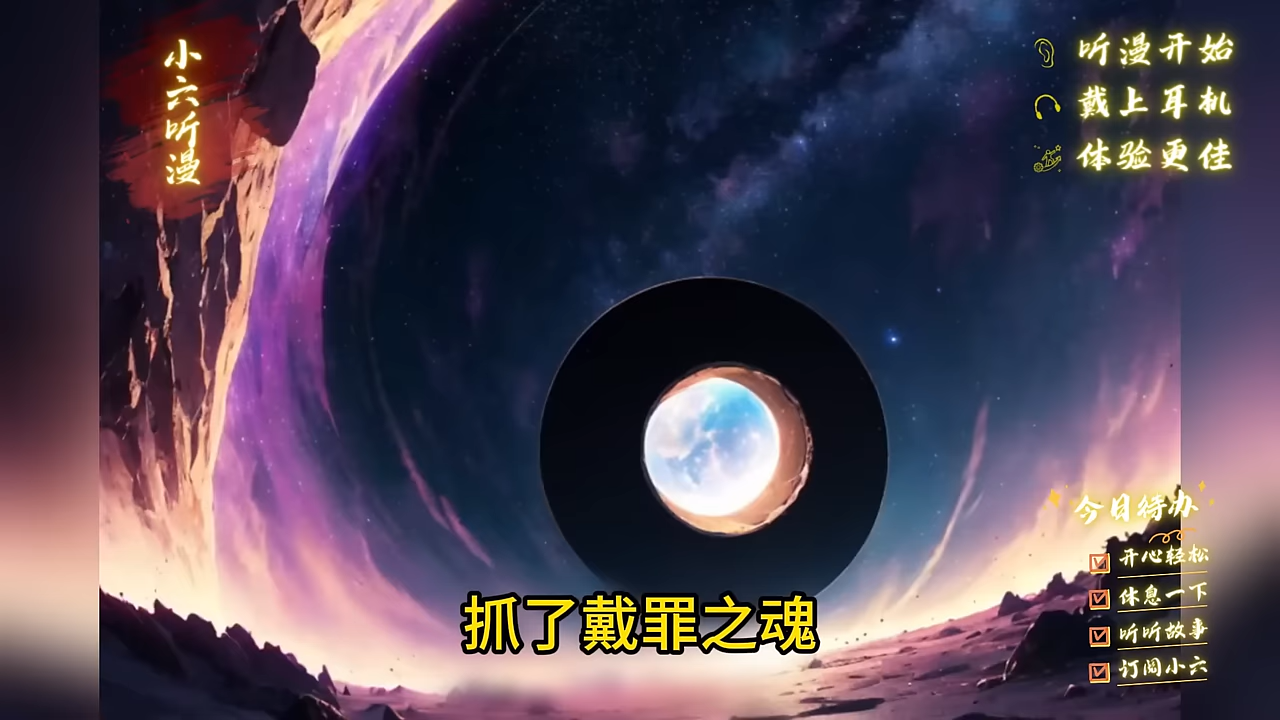 小六听漫
听漫开始
戴上耳机
体验更佳
今日待办
开心轻松
休息一下
听听故事
订阅小六
抓了戴罪之魂